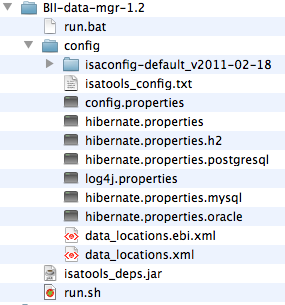 BII-data-mgr-1.2
run.bat
config
isaconfig-default_v2011-02-18
isatools_config.txt
config.properties
hibernate.properties
hibernate.properties.h2
hibernate.properties.postgresql
log4j.properties
hibernate.properties.mysql
hibernate.properties.oracle
data_locations.ebi.xml
data_locations.xml
isatools_deps.jar
run.sh